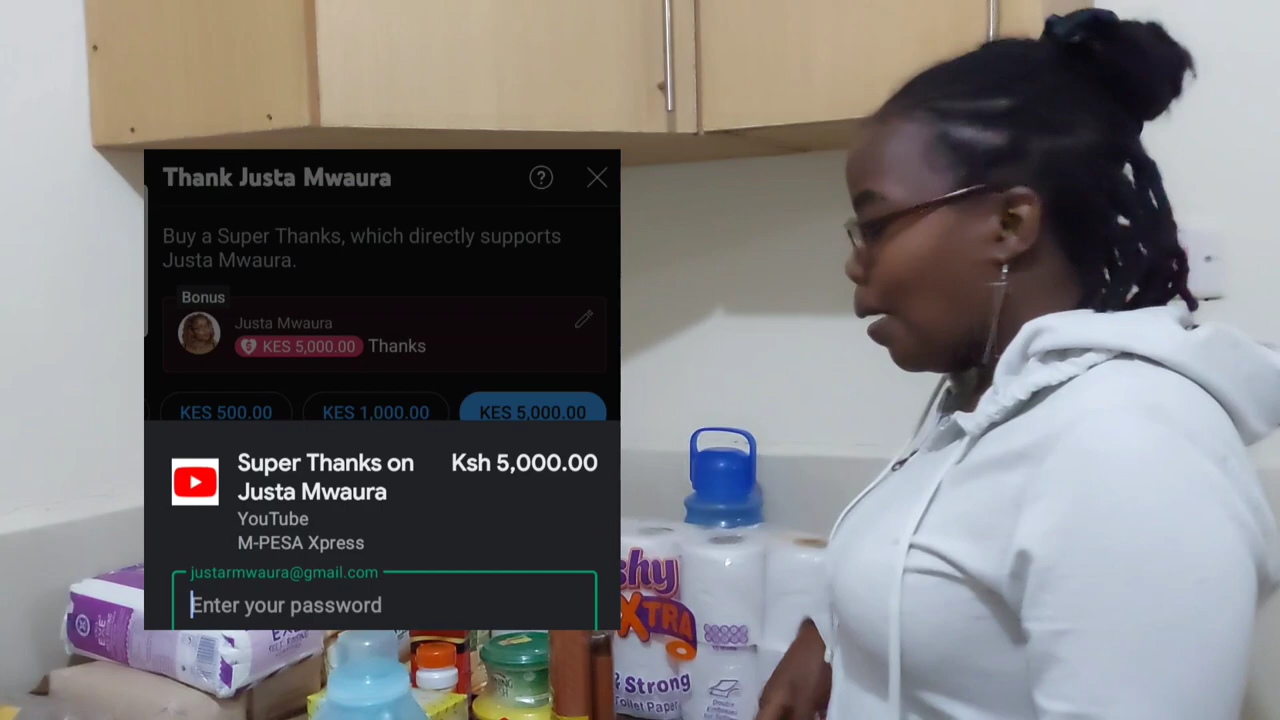 Thank Justa Mwaura
Buy a Super Thanks, which directly supports
Justa Mwaura.
Bonus
Justa Mwaura
KES 5,000.00 Thanks
KES 500.00
KES 1,000.00
KES 5,000.00
Super Thanks on
Justa Mwaura
Ksh 5,000.00
YouTube
M-PESA Xpress
justarmwaura@gmail.com
Enter your password
shy
XTRA
& Strong
Toilet Paper